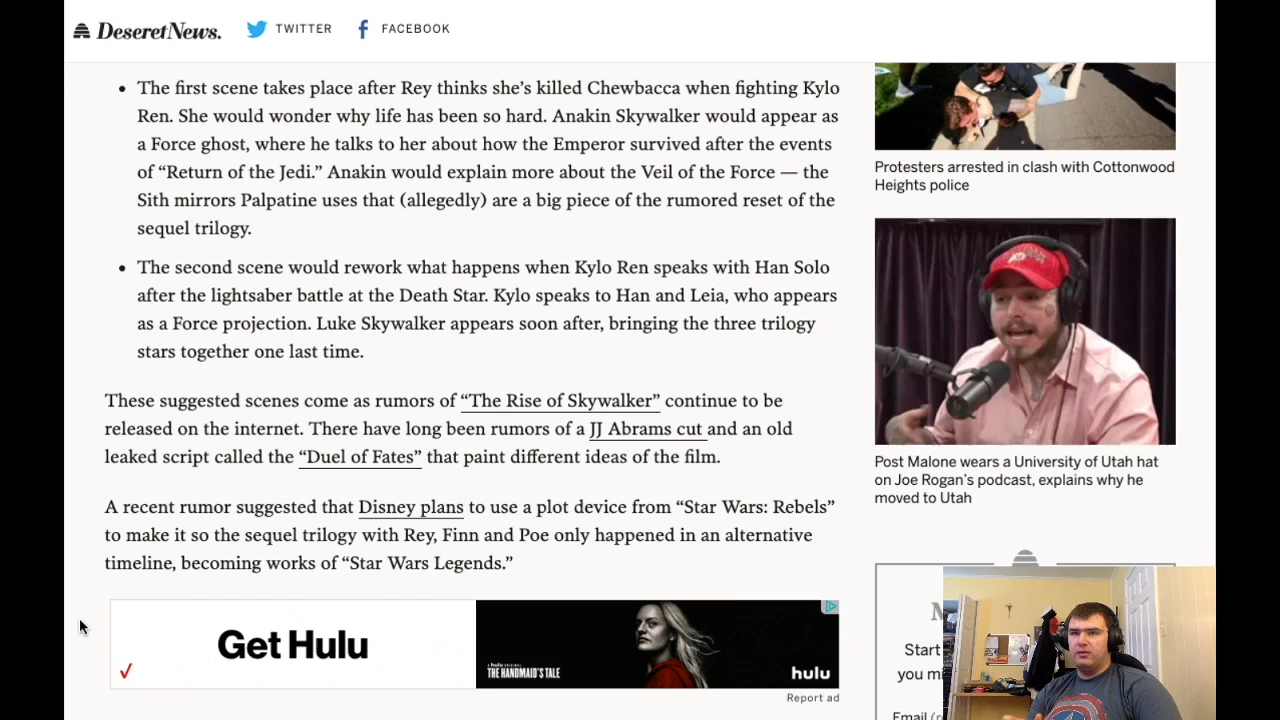 DeseretNews.
TWITTER
FACEBOOK
• The first scene takes place after Rey thinks she’s killed Chewbacca when fighting Kylo
Ren. She would wonder why life has been so hard. Anakin Skywalker would appear as
a Force ghost, where he talks to her about how the Emperor survived after the events
of “Return of the Jedi.” Anakin would explain more about the Veil of the Force — the
Sith mirrors Palpatine uses that (allegedly) are a big piece of the rumored reset of the
sequel trilogy.
• The second scene would rework what happens when Kylo Ren speaks with Han Solo
after the lightsaber battle at the Death Star. Kylo speaks to Han and Leia, who appears
as a Force projection. Luke Skywalker appears soon after, bringing the three trilogy
stars together one last time.
These suggested scenes come as rumors of “The Rise of Skywalker” continue to be
released on the internet. There have long been rumors of a JJ Abrams cut and an old
leaked script called the “Duel of Fates” that paint different ideas of the film.
A recent rumor suggested that Disney plans to use a plot device from “Star Wars: Rebels”
to make it so the sequel trilogy with Rey, Finn and Poe only happened in an alternative
timeline, becoming works of “Star Wars Legends.”
Get Hulu
a hulu original
THE HANDMAID'S TALE
hulu
Report ad
Protesters arrested in clash with Cottonwood
Heights police
Post Malone wears a University of Utah hat
on Joe Rogan’s podcast, explains why he
moved to Utah
Start
you
Email